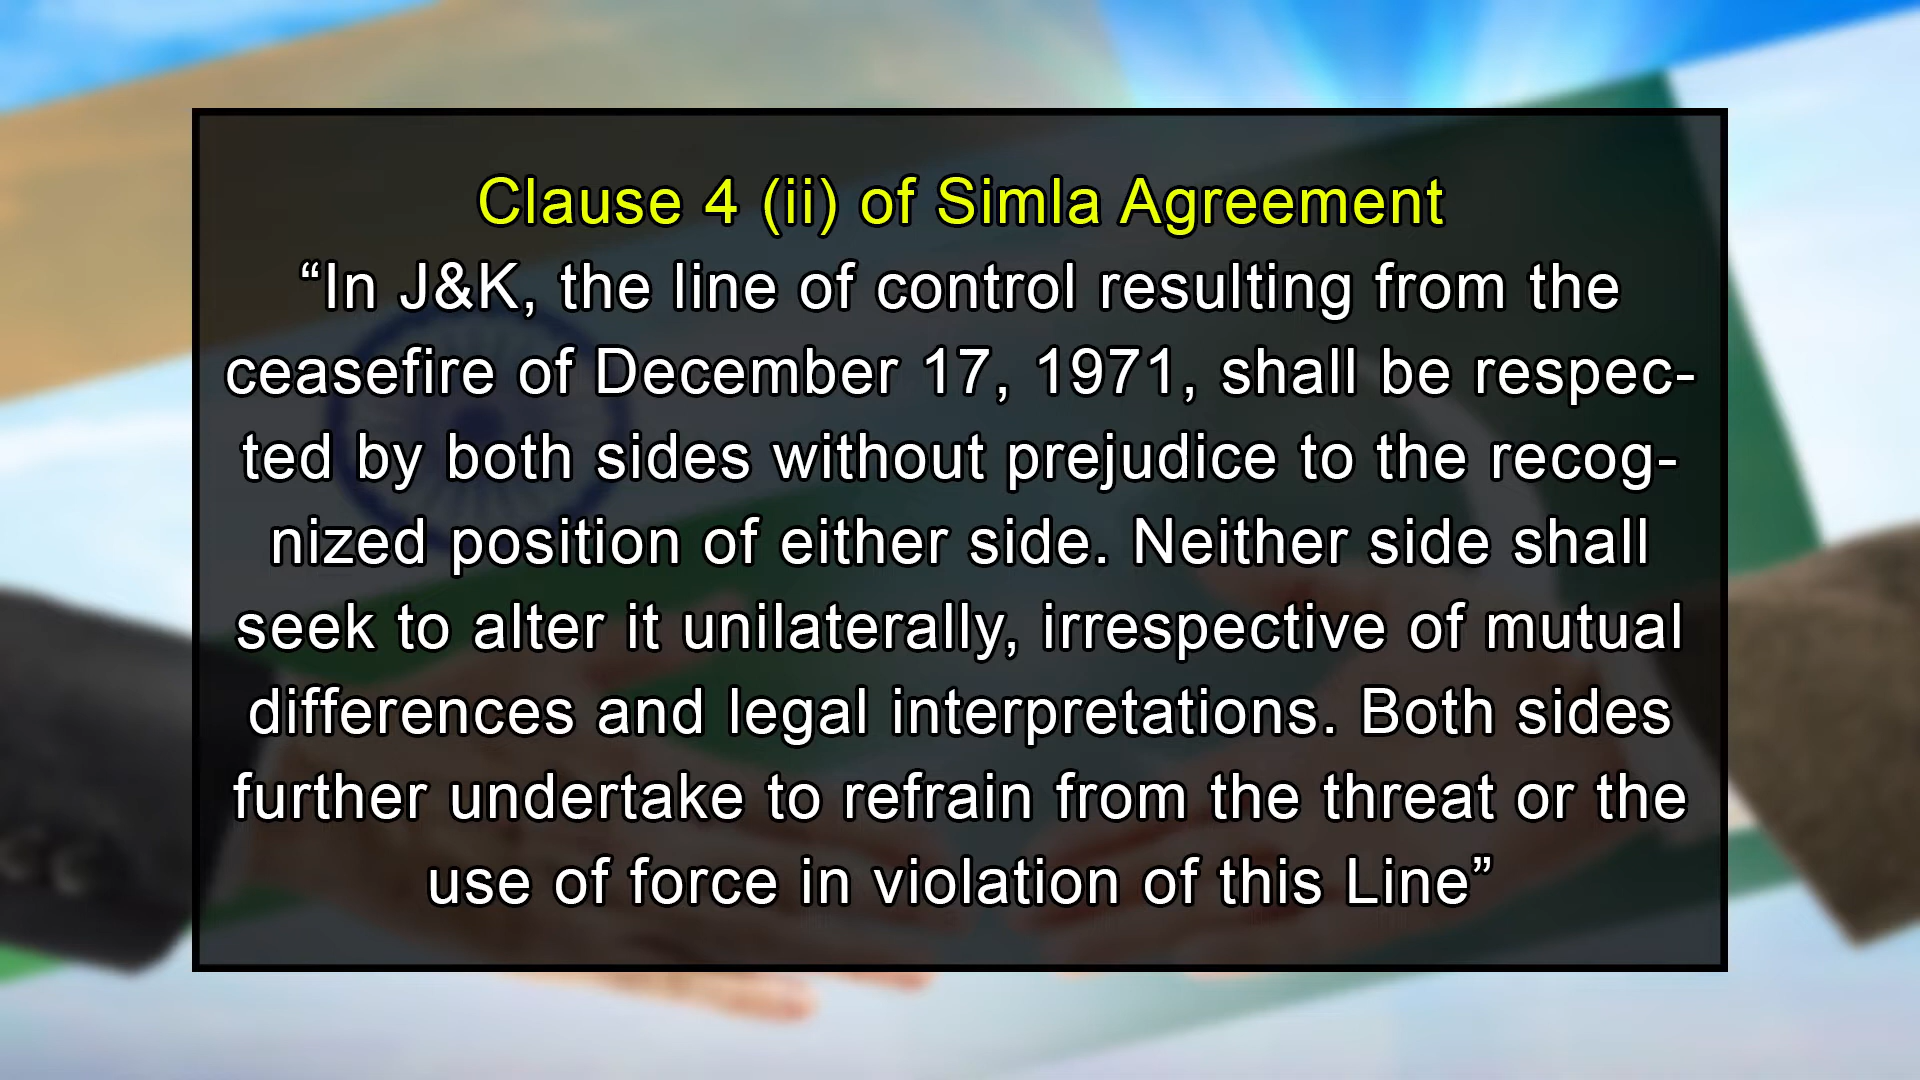 Clause 4 (ii) of Simla Agreement
“In J&K, the line of control resulting from the
ceasefire of December 17, 1971, shall be respec-
ted by both sides without prejudice to the recog-
nized position of either side. Neither side shall
seek to alter it unilaterally, irrespective of mutual
differences and legal interpretations. Both sides
further undertake to refrain from the threat or the
use of force in violation of this Line”